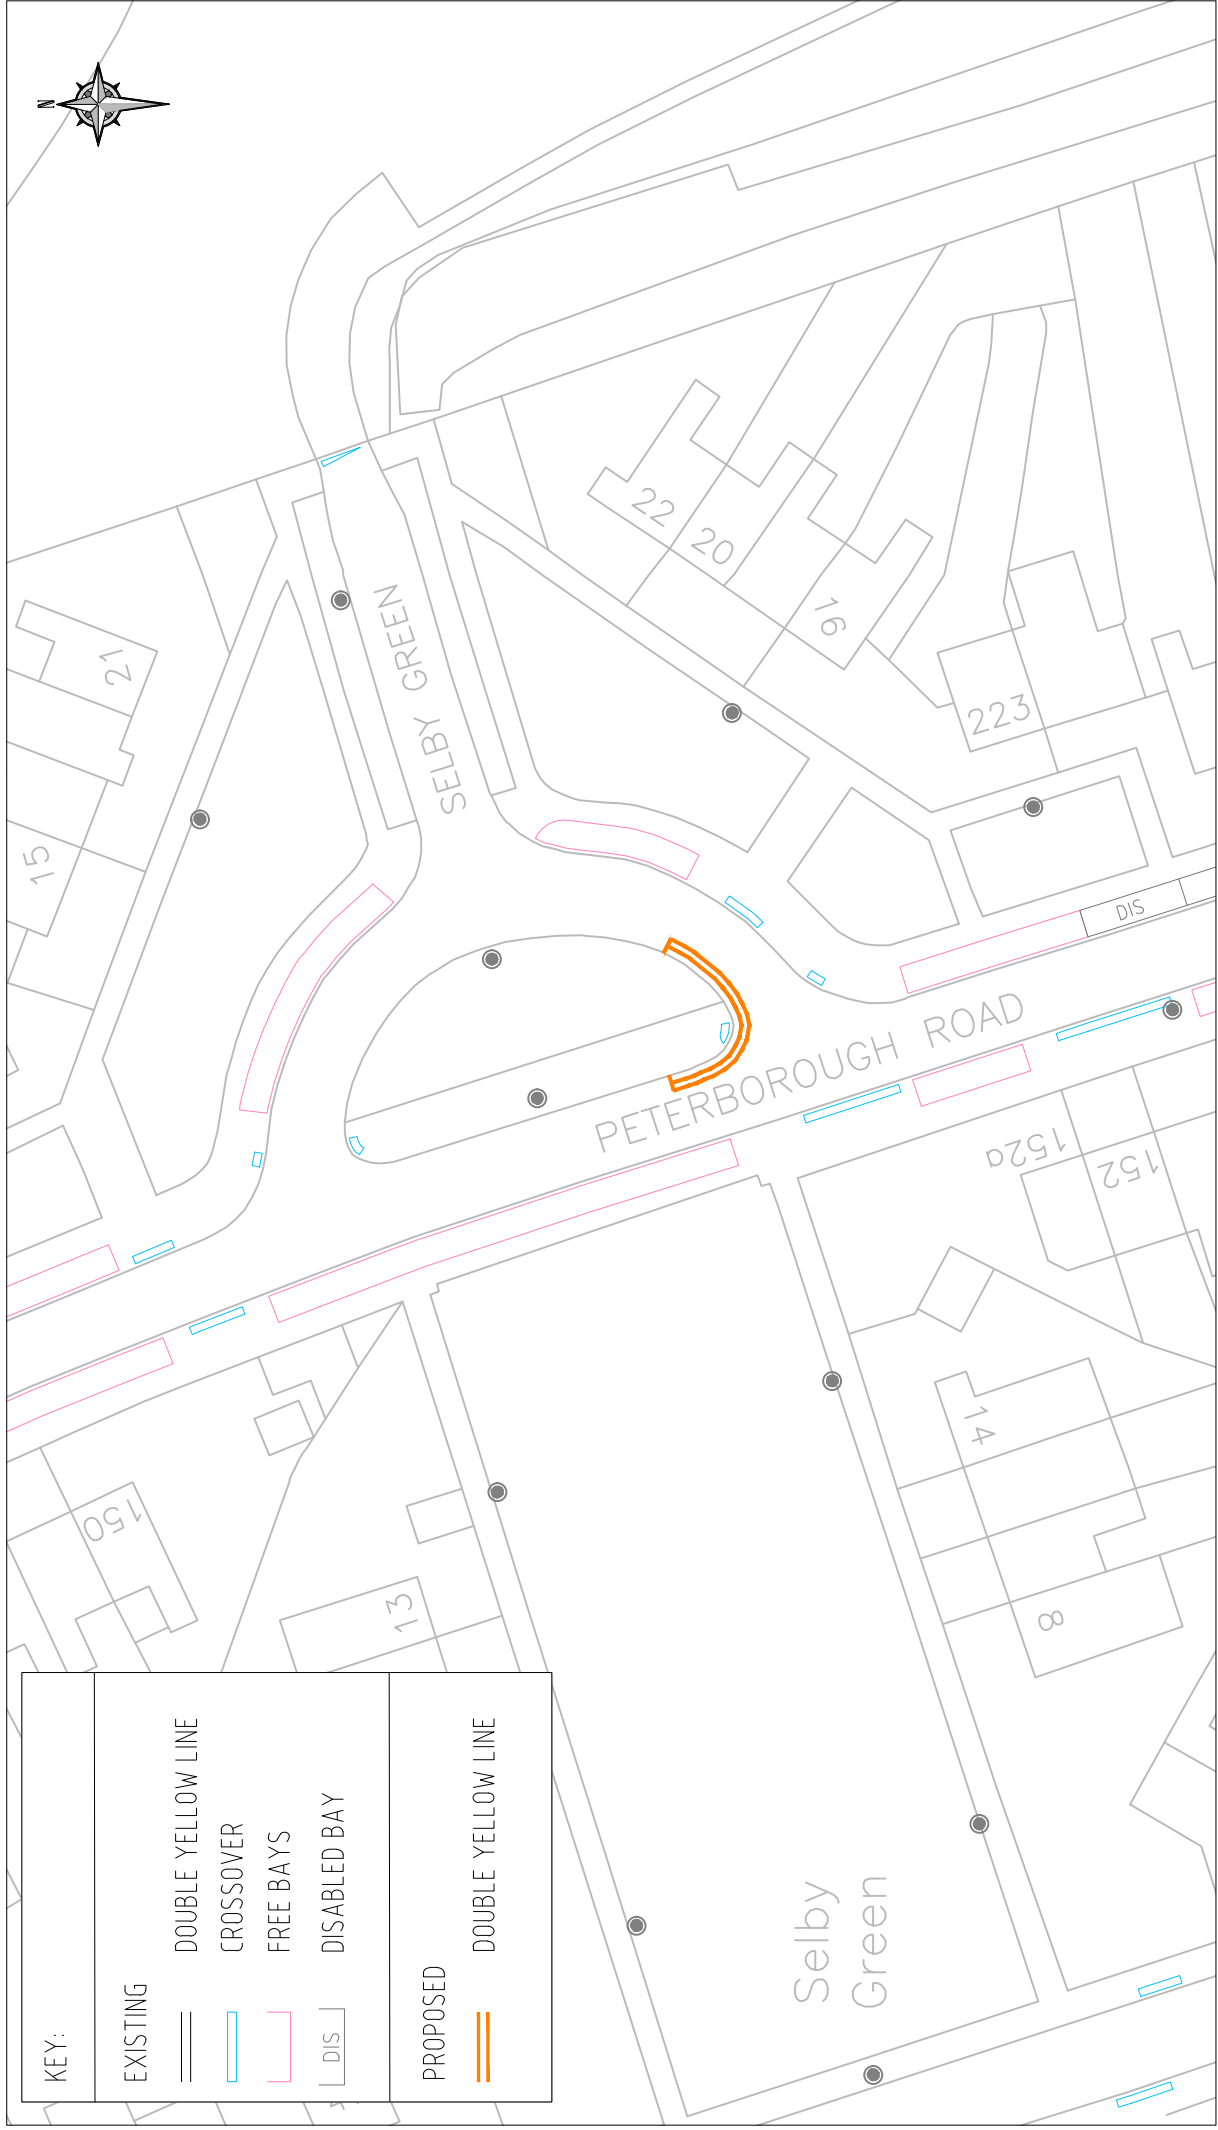 N
KEY:
EXISTING
DOUBLE YELLOW LINE
CROSSOVER
FREE BAYS
DIS
DISABLED BAY
PROPOSED
DOUBLE YELLOW LINE
21
15
SELBY GREEN
22
20
16
223
DIS
PETERBOROUGH ROAD
152a
152
150
13
14
8
Selby
Green